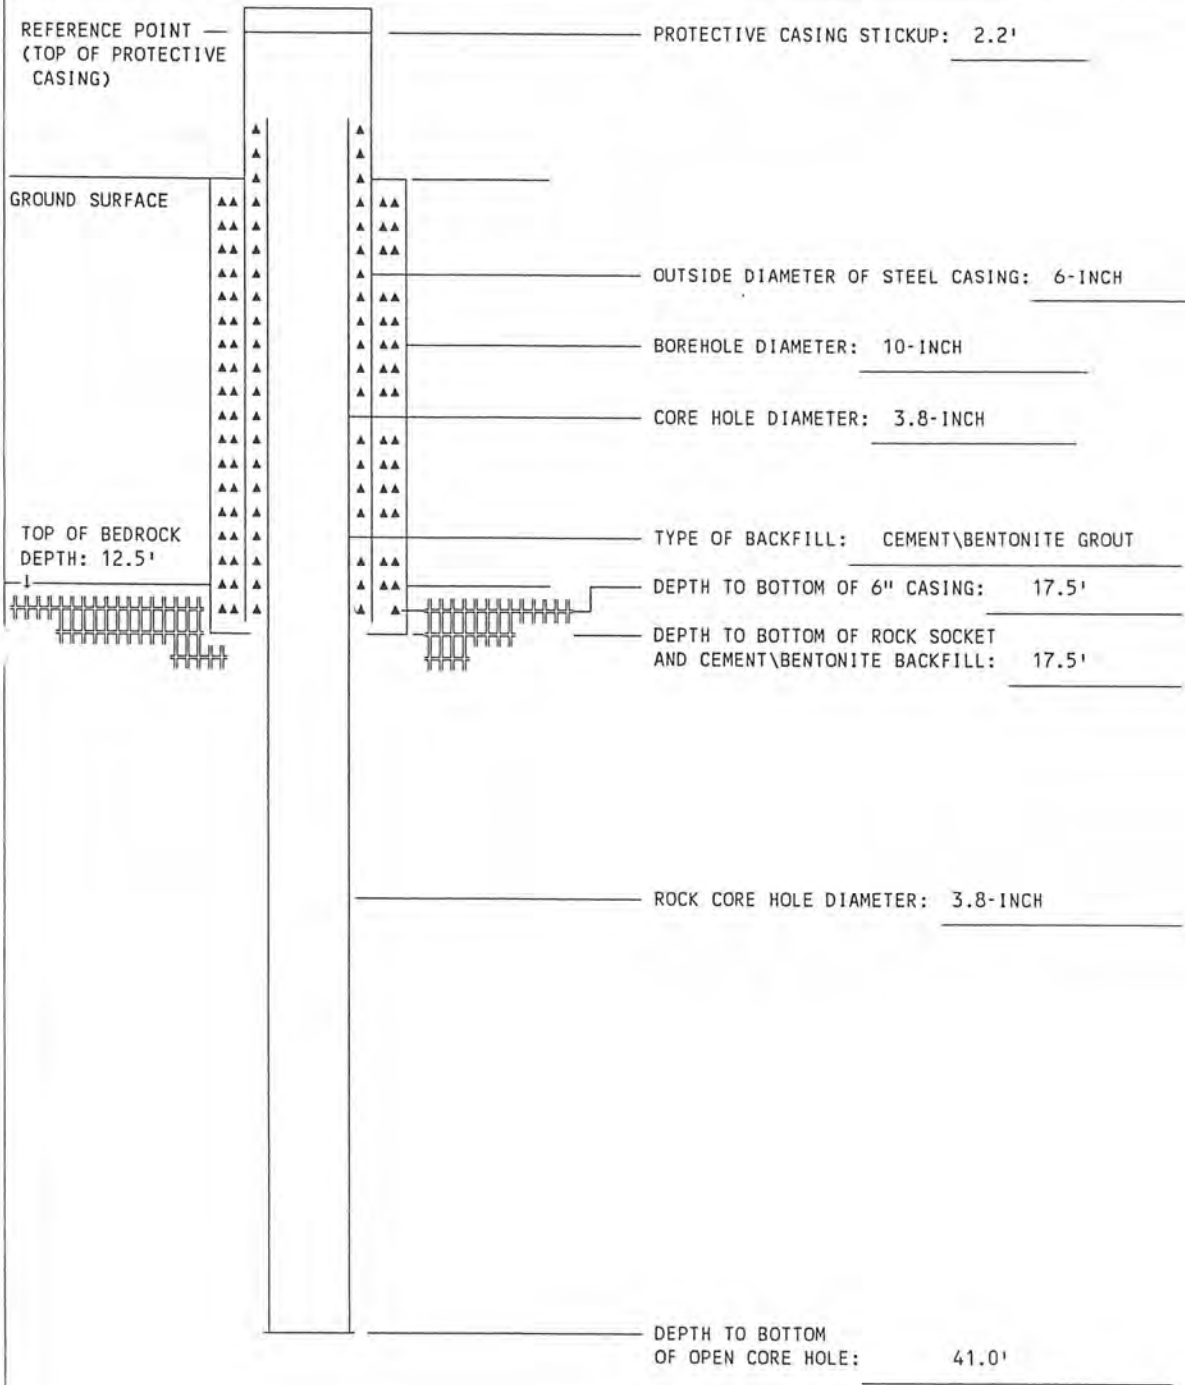 REFERENCE POINT
(TOP OF PROTECTIVE
CASING)
PROTECTIVE CASING STICKUP: 2.2'
GROUND SURFACE
OUTSIDE DIAMETER OF STEEL CASING: 6-INCH
BOREHOLE DIAMETER: 10-INCH
CORE HOLE DIAMETER: 3.8-INCH
TOP OF BEDROCK
DEPTH: 12.5'
TYPE OF BACKFILL: CEMENT\BENTONITE GROUT
DEPTH TO BOTTOM OF 6" CASING: 17.5'
DEPTH TO BOTTOM OF ROCK SOCKET
AND CEMENT\BENTONITE BACKFILL: 17.5'
ROCK CORE HOLE DIAMETER: 3.8-INCH
DEPTH TO BOTTOM
OF OPEN CORE HOLE: 41.0'